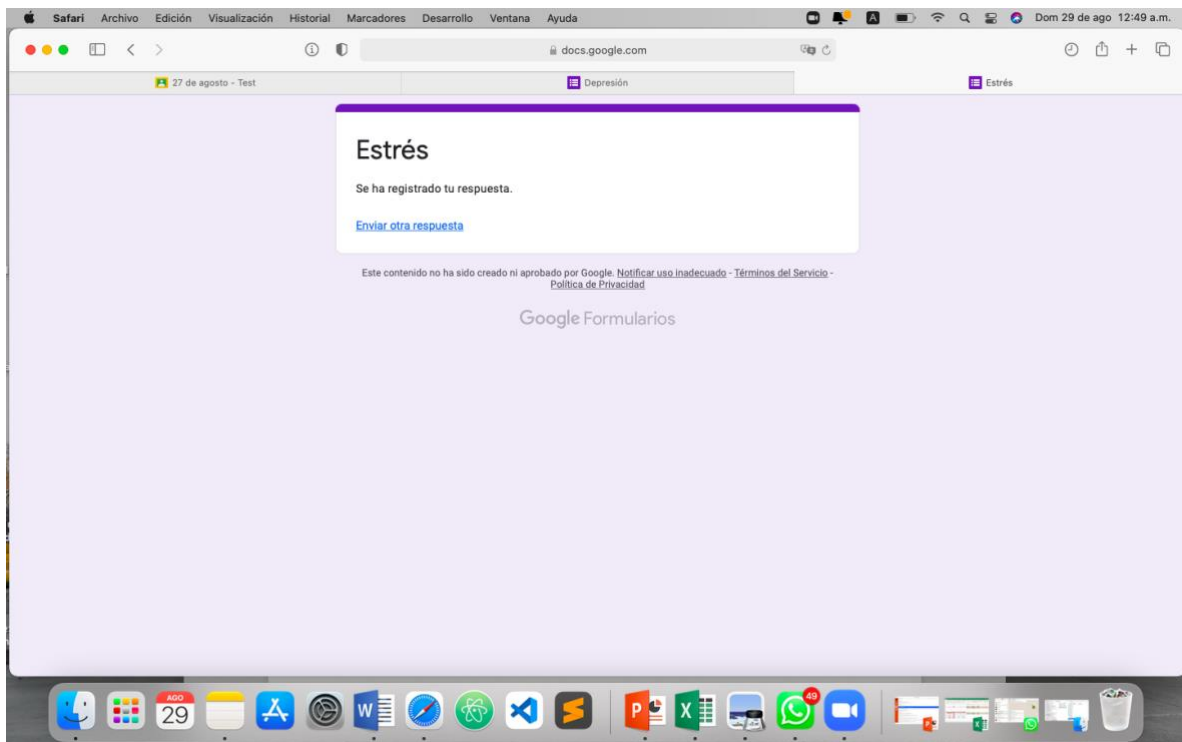 Safari Archivo Edición Visualización Historial Marcadores Desarrollo Ventana Ayuda A Dom 29 de ago 12:49 a.m.
docs.google.com
27 de agosto - Test Depresión Estrés
Estrés
Se ha registrado tu respuesta.
Enviar otra respuesta
Este contenido no ha sido creado ni aprobado por Google. Notificar uso inadecuado - Términos del Servicio -
Política de Privacidad
Google Formularios
AGO
29
W
P
X
49